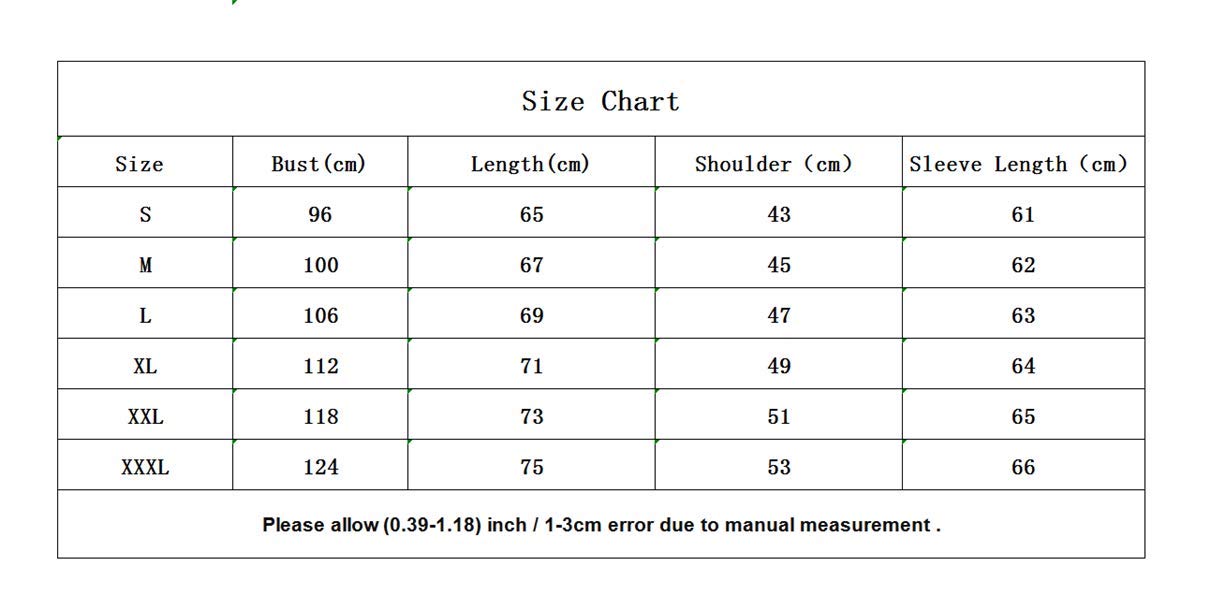 Size Chart
Size Bust(cm) Length(cm) Shoulder（cm） Sleeve Length（cm）
S 96 65 43 61
M 100 67 45 62
L 106 69 47 63
XL 112 71 49 64
XXL 118 73 51 65
XXXL 124 75 53 66
Please allow (0.39-1.18) inch / 1-3cm error due to manual measurement .